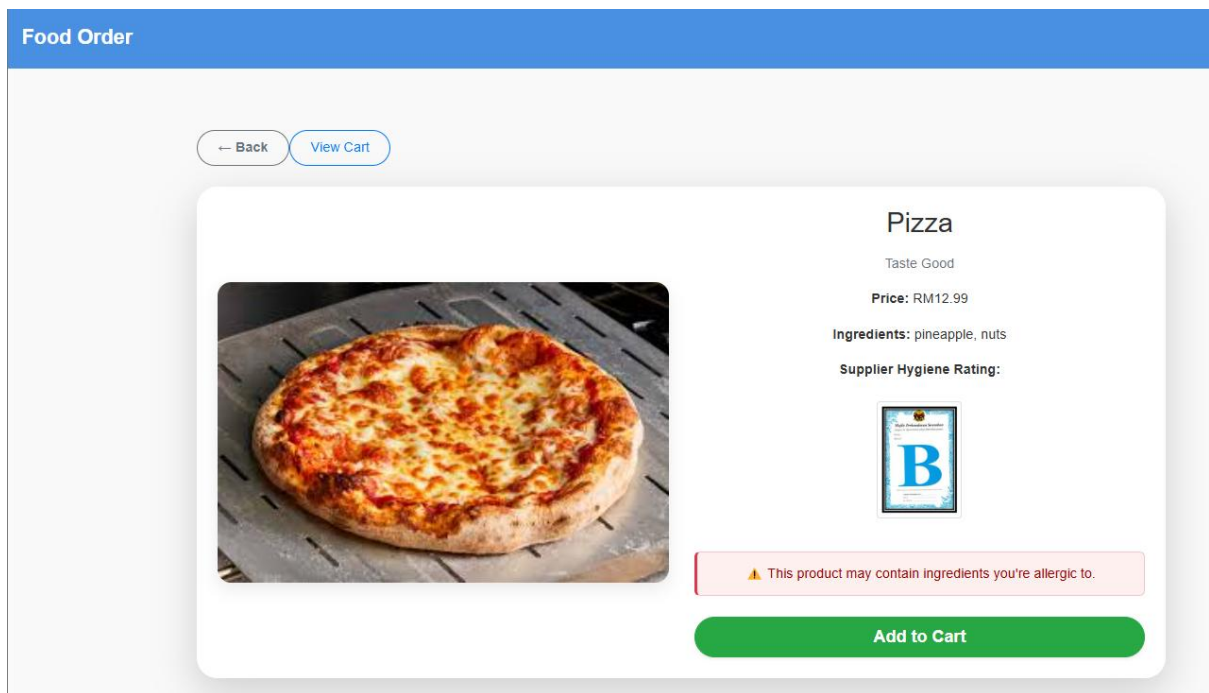 Food Order
← Back
View Cart
Pizza
Taste Good
Price: RM12.99
Ingredients: pineapple, nuts
Supplier Hygiene Rating:
B
⚠ This product may contain ingredients you're allergic to.
Add to Cart